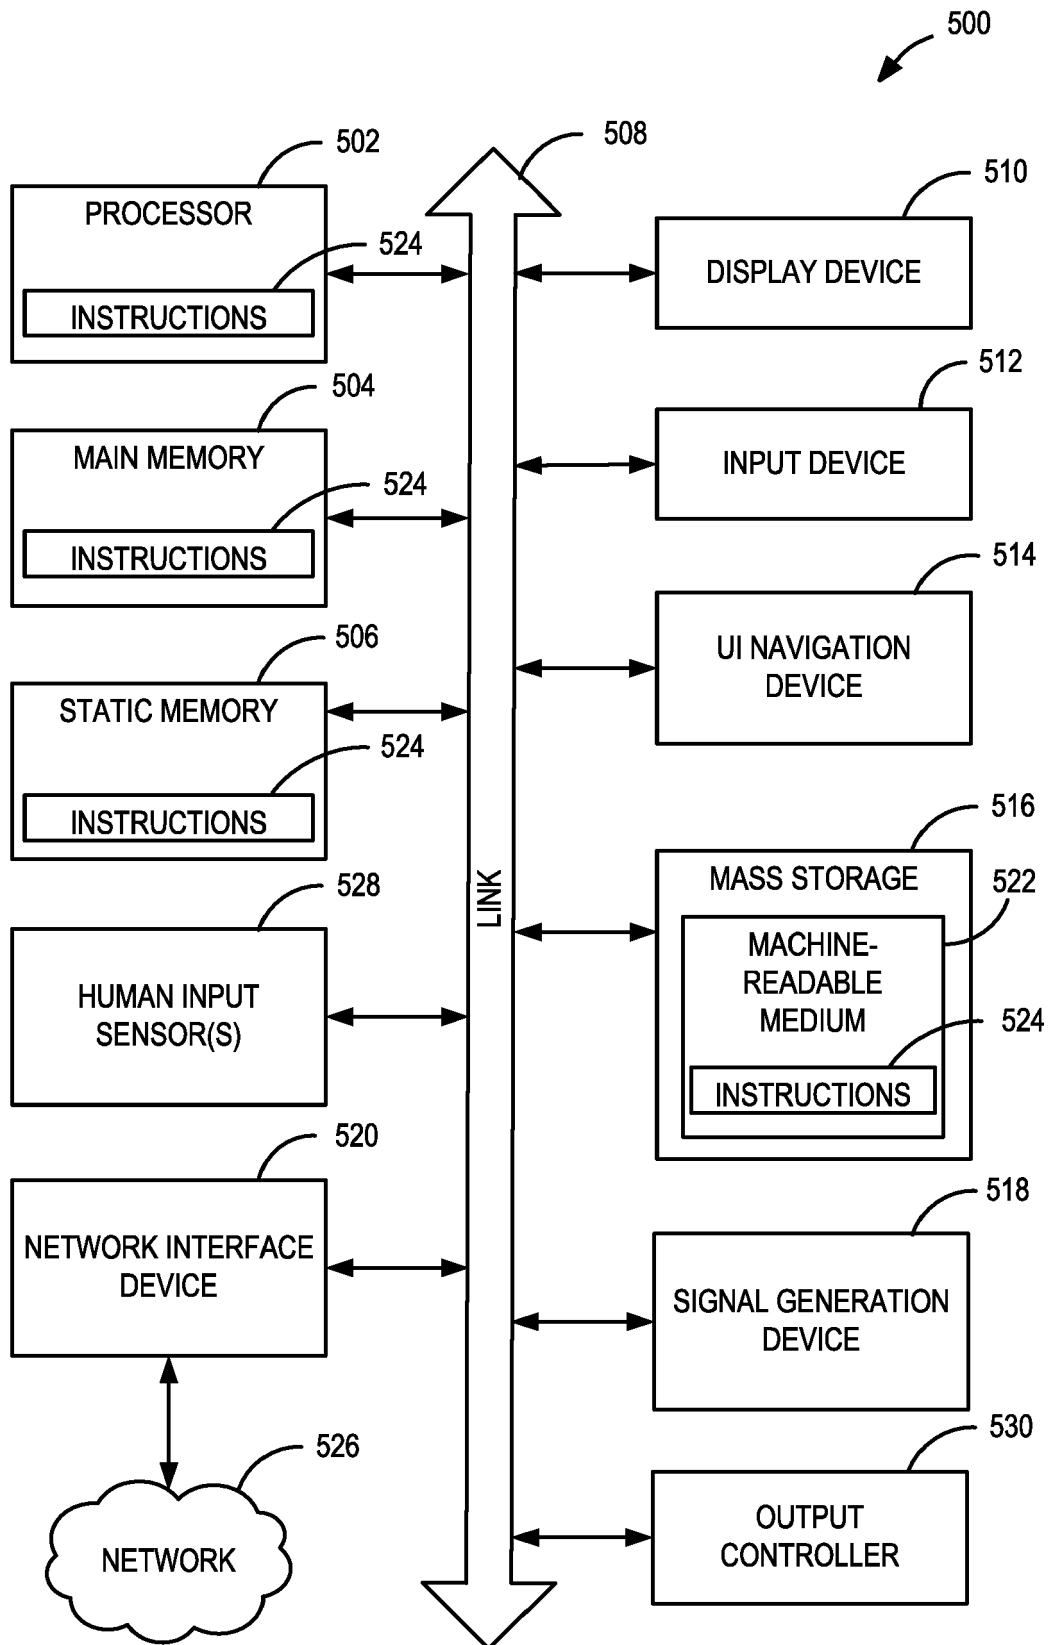 500
502
PROCESSOR
524
INSTRUCTIONS
504
MAIN MEMORY
524
INSTRUCTIONS
506
STATIC MEMORY
524
INSTRUCTIONS
528
HUMAN INPUT
SENSOR(S)
520
NETWORK INTERFACE
DEVICE
526
NETWORK
508
LINK
510
DISPLAY DEVICE
512
INPUT DEVICE
514
UI NAVIGATION
DEVICE
516
MASS STORAGE
522
MACHINE-
READABLE
MEDIUM
524
INSTRUCTIONS
518
SIGNAL GENERATION
DEVICE
530
OUTPUT
CONTROLLER